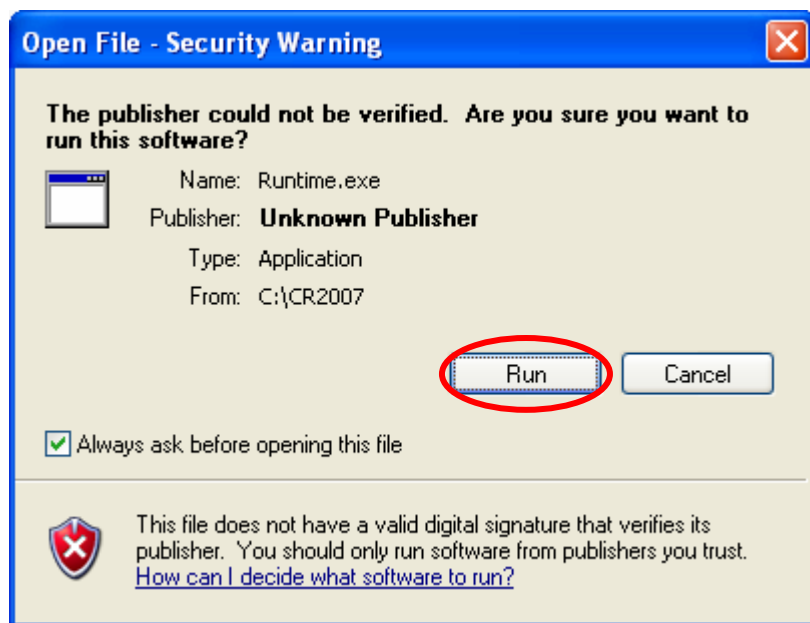 Open File - Security Warning
The publisher could not be verified.  Are you sure you want to
run this software?
Name: Runtime.exe
Publisher: Unknown Publisher
Type: Application
From: C:\CR2007
Run Cancel
Always ask before opening this file
This file does not have a valid digital signature that verifies its
publisher.  You should only run software from publishers you trust.
How can I decide what software to run?